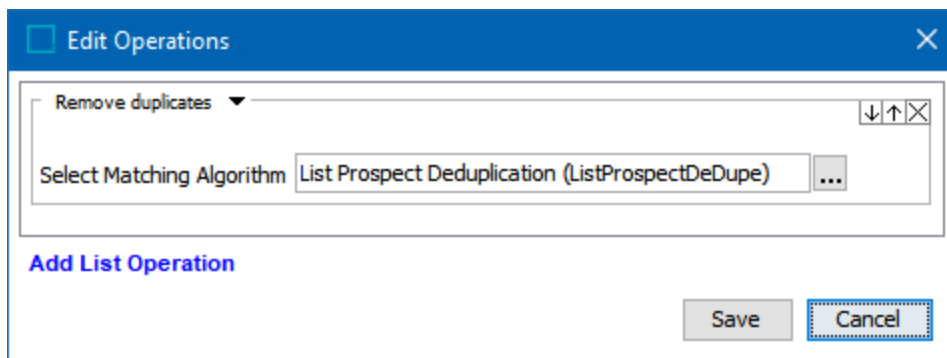 Edit Operations
Remove duplicates
Select Matching Algorithm List Prospect Deduplication (ListProspectDeDupe) ...
Add List Operation
Save Cancel